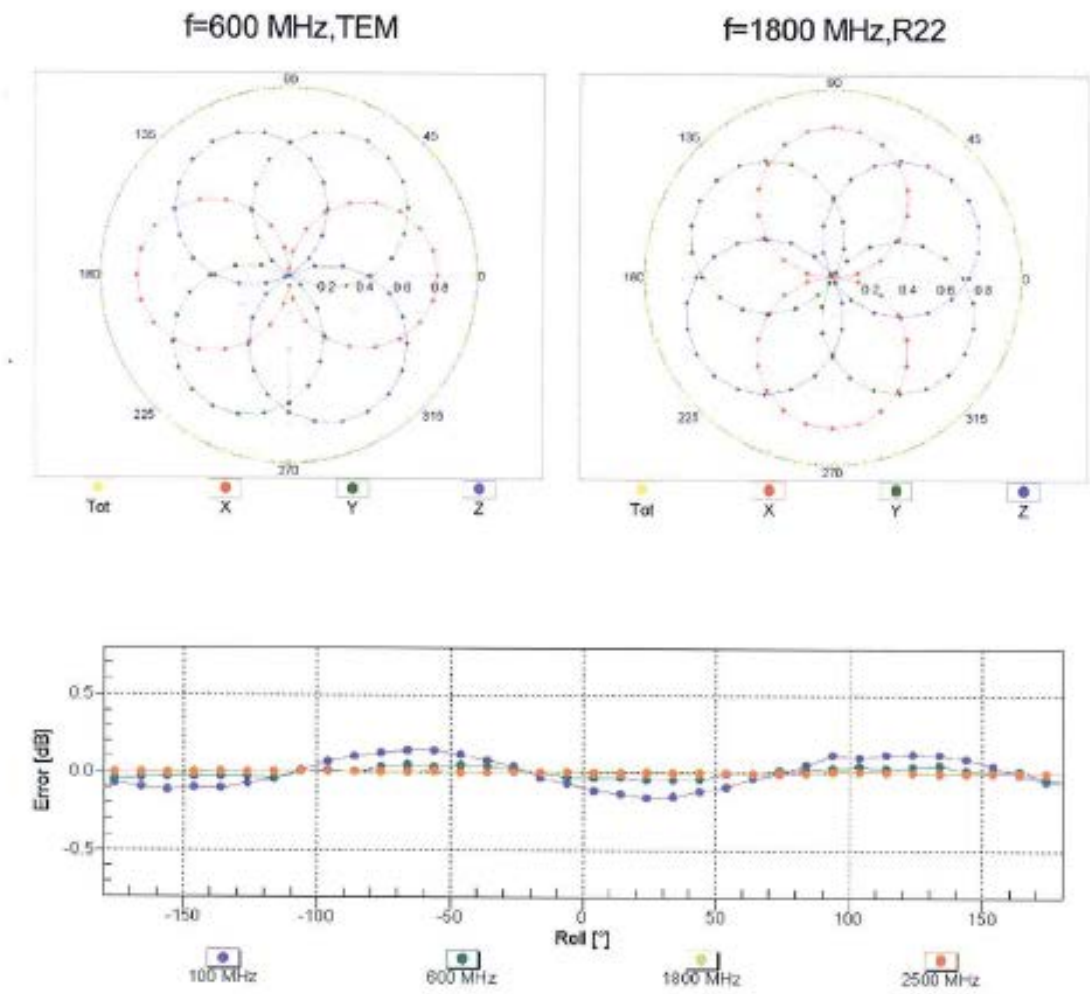 f=600 MHz,TEM
f=1800 MHz,R22
90
135
45
180
0.2 0.4 0.6 0.8
0
225
315
270
Tot X Y Z
90
135
45
180
0.2 0.4 0.6 0.8
0
225
315
270
Tot X Y Z
Error [dB]
0.5
0.0
-0.5
-150 -100 -50 0 50 100 150
Roll [°]
100 MHz 600 MHz 1800 MHz 2500 MHz